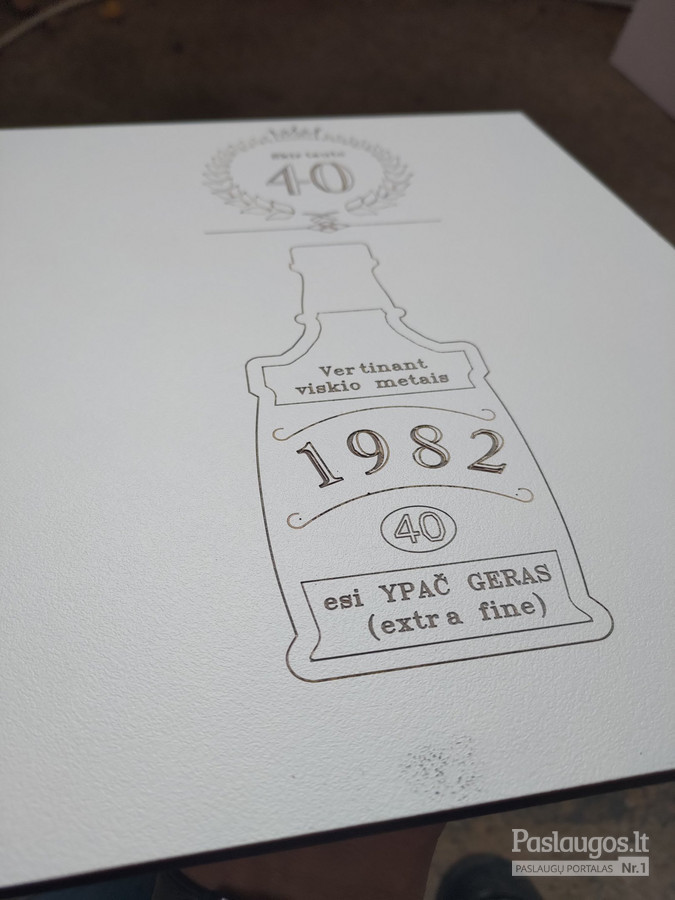 40
Vertinant
viskio metais
1982
40
esi YPAČ GERAS
(extra fine)
Paslaugos.lt
PASLAUGŲ PORTALAS Nr.1